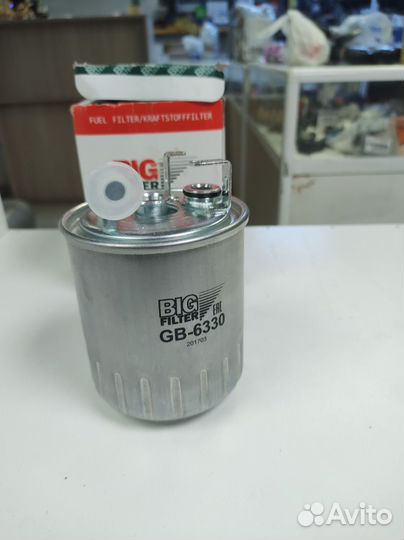 FUEL FILTER/KRAFTSTOFFFILTER
BIG
FILTER
BIG
FILTER
EAC
GB-6330
201703
Avito